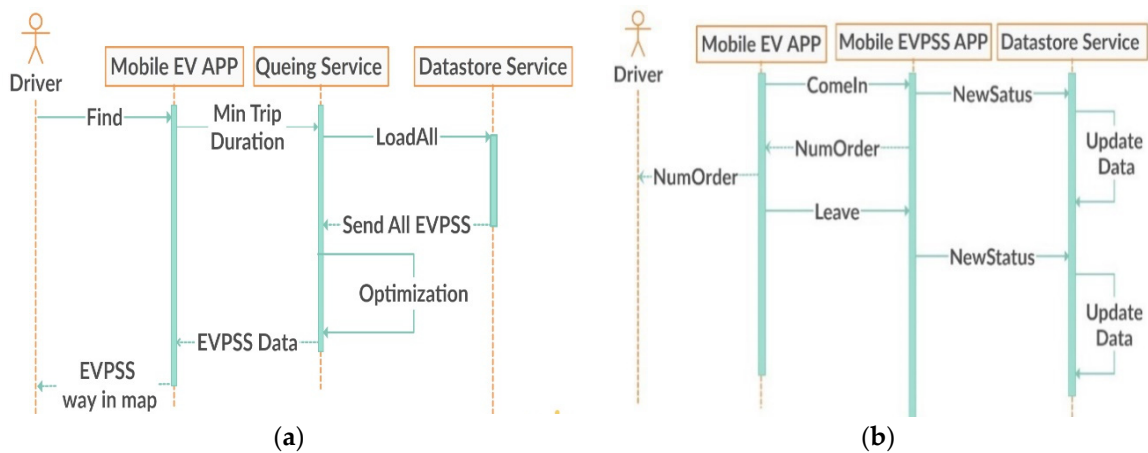 Driver
Mobile EV APP
Queing Service
Datastore Service
Find
Min Trip
Duration
LoadAll
Send All EVPSS
Optimization
EVPSS Data
EVPSS
way in map
(a)
Driver
Mobile EV APP
Mobile EVPSS APP
Datastore Service
ComeIn
NewSatus
Update
Data
NumOrder
NumOrder
Leave
NewStatus
Update
Data
(b)